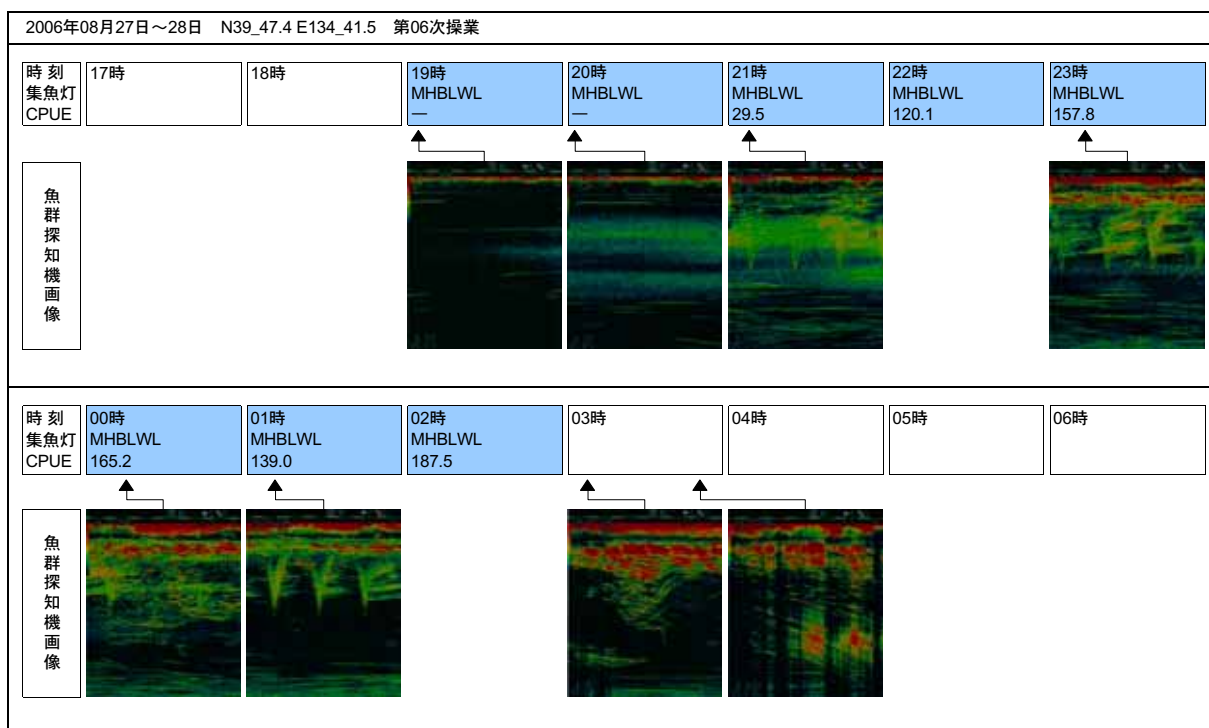 2006年08月27日～28日 N39_47.4 E134_41.5 第06次操業
時刻
集魚灯
CPUE
17時
18時
19時
MHBLWL
―
20時
MHBLWL
―
21時
MHBLWL
29.5
22時
MHBLWL
120.1
23時
MHBLWL
157.8
魚群探知機画像
時刻
集魚灯
CPUE
00時
MHBLWL
165.2
01時
MHBLWL
139.0
02時
MHBLWL
187.5
03時
04時
05時
06時
魚群探知機画像